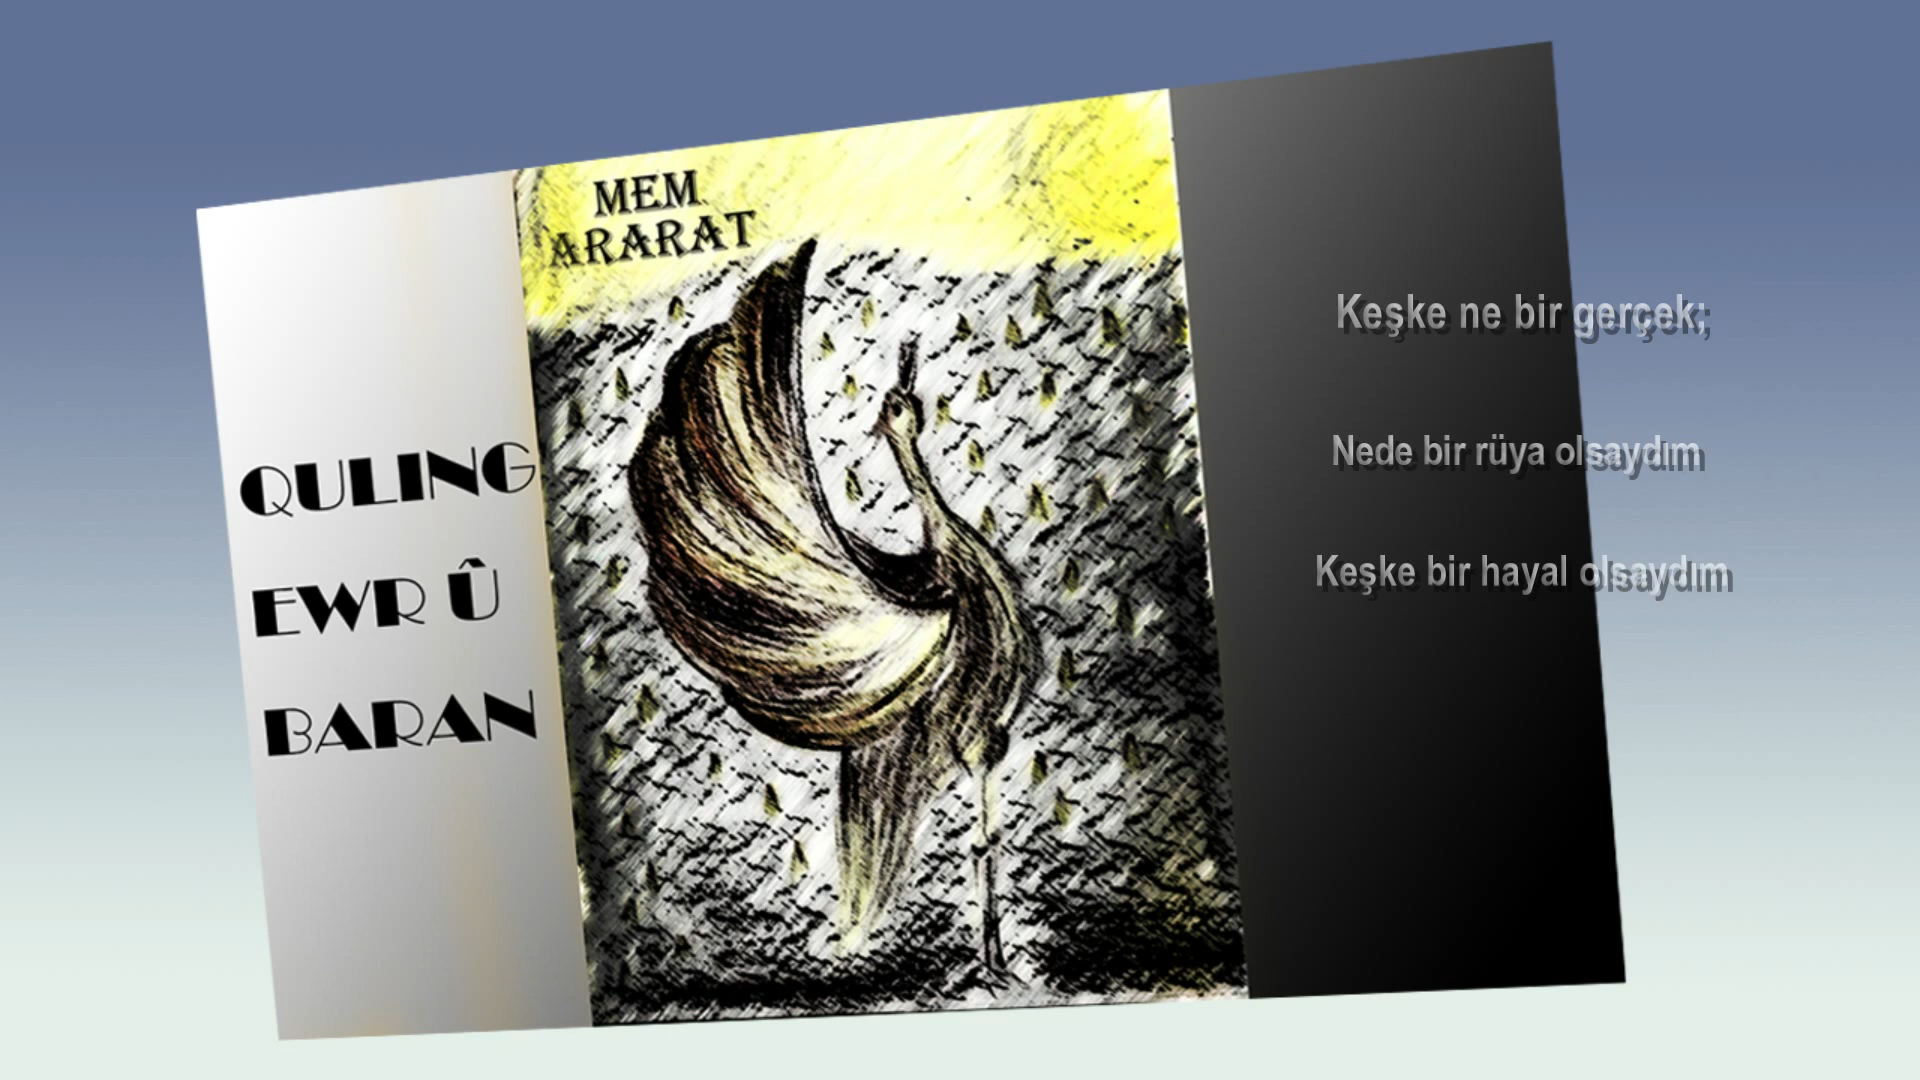 MEM
ARARAT
QULING
EWR Û
BARAN
Keşke ne bir gerçek;
Nede bir rüya olsaydım
Keşke bir hayal olsaydım